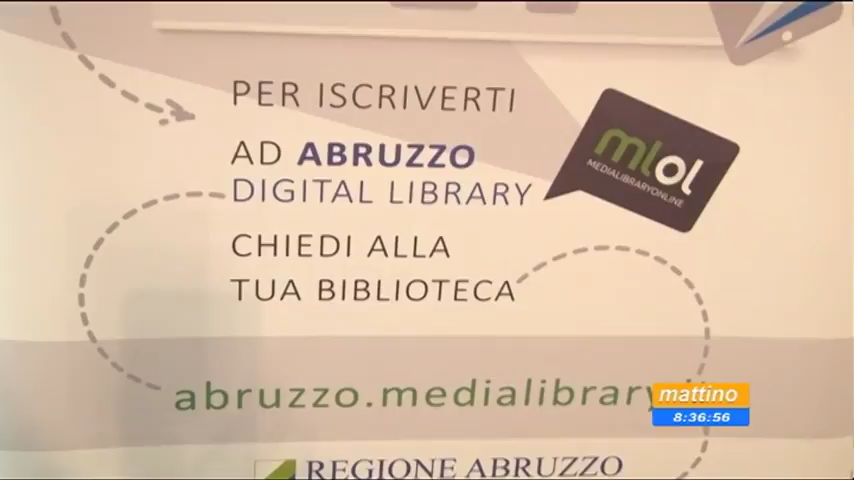 PER ISCRIVERTI
AD ABRUZZO
DIGITAL LIBRARY
CHIEDI ALLA
TUA BIBLIOTECA
mlol
MEDIALIBRARYONLINE
abruzzo.medialibrary
mattino
8:36:56
REGIONE ABRUZZO